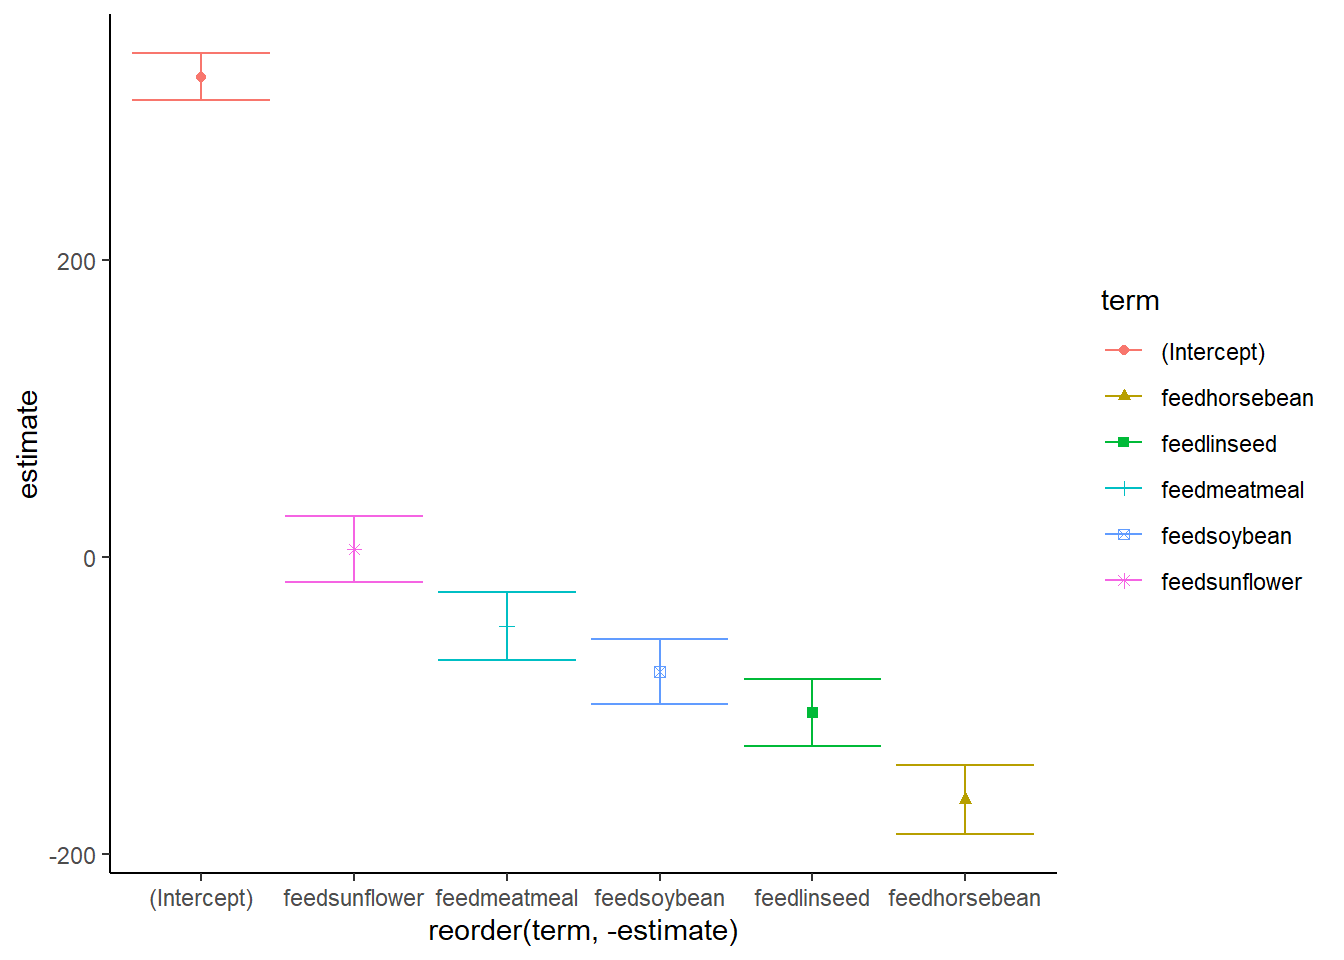 estimate
200
0
-200
(Intercept)
feedsunflower
feedmeatmeal
feedsoybean
feedlinseed
feedhorsebean
reorder(term, -estimate)
term
(Intercept)
feedhorsebean
feedlinseed
feedmeatmeal
feedsoybean
feedsunflower